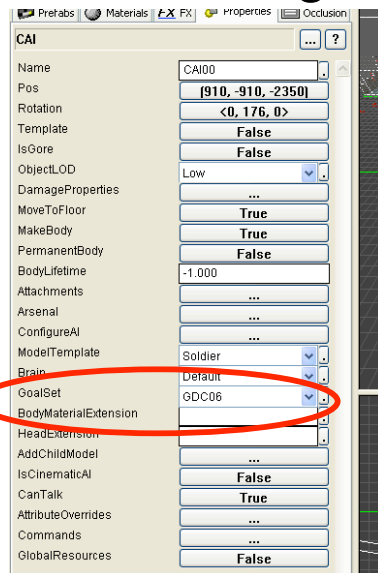 Prefabs Materials FX FX Properties Occlusion
CAI ... ?
Name CAI00 .
Pos [910, -910, -2350]
Rotation <0, 176, 0>
Template False
IsGore False
ObjectLOD Low .
DamageProperties ...
MoveToFloor True
MakeBody True
PermanentBody False
BodyLifetime -1.000
Attachments ...
Arsenal ...
ConfigureAI ...
ModelTemplate Soldier .
Brain Default .
GoalSet GDC06 .
BodyMaterialExtension .
HeadExtension .
AddChildModel ...
IsCinematicAI False
CanTalk True
AttributeOverrides ...
Commands ...
GlobalResources False